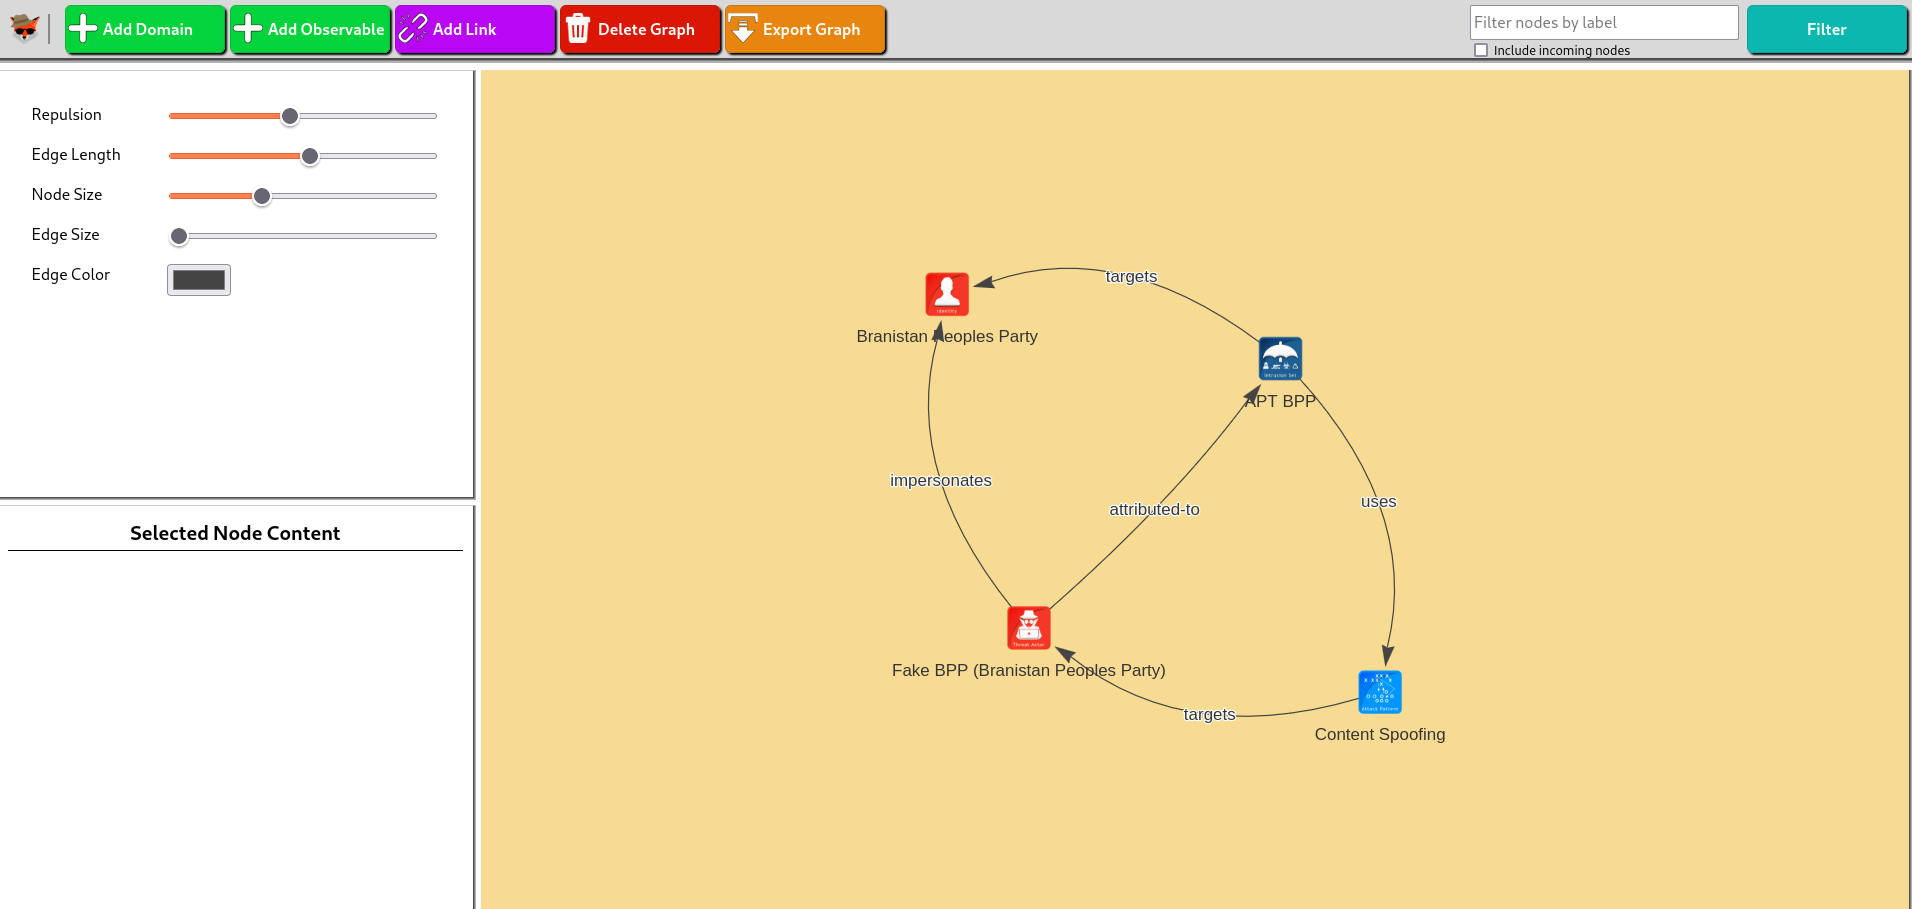 Add Domain
Add Observable
Add Link
Delete Graph
Export Graph
Filter nodes by label
Include incoming nodes
Filter
Repulsion
Edge Length
Node Size
Edge Size
Edge Color
Selected Node Content
targets
Identity
Branistan Peoples Party
Intrusion Set
APT BPP
impersonates
uses
attributed-to
Threat Actor
Fake BPP (Branistan Peoples Party)
Attack Pattern
targets
Content Spoofing